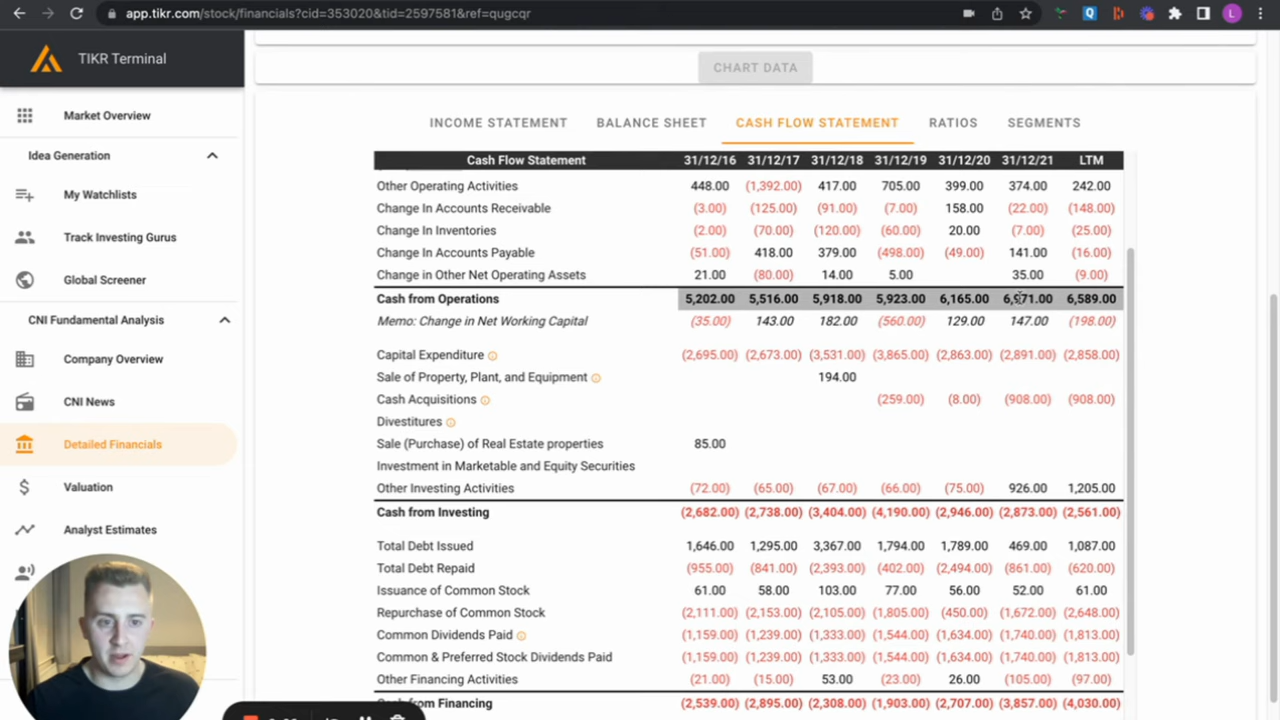 app.tikr.com/stock/financials?cid=353020&tid=2597581&ref=qugcqr
L
TIKR Terminal
CHART DATA
Market Overview
INCOME STATEMENT BALANCE SHEET CASH FLOW STATEMENT RATIOS SEGMENTS
Idea Generation
My Watchlists
Track Investing Gurus
Global Screener
CNI Fundamental Analysis
Company Overview
CNI News
Detailed Financials
Valuation
Analyst Estimates
Cash Flow Statement 31/12/16 31/12/17 31/12/18 31/12/19 31/12/20 31/12/21 LTM
Other Operating Activities 448.00 (1,392.00) 417.00 705.00 399.00 374.00 242.00
Change In Accounts Receivable (3.00) (125.00) (91.00) (7.00) 158.00 (22.00) (148.00)
Change In Inventories (2.00) (70.00) (120.00) (60.00) 20.00 (7.00) (25.00)
Change In Accounts Payable (51.00) 418.00 379.00 (498.00) (49.00) 141.00 (16.00)
Change in Other Net Operating Assets 21.00 (80.00) 14.00 5.00 35.00 (9.00)
Cash from Operations 5,202.00 5,516.00 5,918.00 5,923.00 6,165.00 6,971.00 6,589.00
Memo: Change in Net Working Capital (35.00) 143.00 182.00 (560.00) 129.00 147.00 (198.00)
Capital Expenditure (2,695.00) (2,673.00) (3,531.00) (3,865.00) (2,863.00) (2,891.00) (2,858.00)
Sale of Property, Plant, and Equipment 194.00
Cash Acquisitions (259.00) (8.00) (908.00) (908.00)
Divestitures
Sale (Purchase) of Real Estate properties 85.00
Investment in Marketable and Equity Securities
Other Investing Activities (72.00) (65.00) (67.00) (66.00) (75.00) 926.00 1,205.00
Cash from Investing (2,682.00) (2,738.00) (3,404.00) (4,190.00) (2,946.00) (2,873.00) (2,561.00)
Total Debt Issued 1,646.00 1,295.00 3,367.00 1,794.00 1,789.00 469.00 1,087.00
Total Debt Repaid (955.00) (841.00) (2,393.00) (402.00) (2,494.00) (861.00) (620.00)
Issuance of Common Stock 61.00 58.00 103.00 77.00 56.00 52.00 61.00
Repurchase of Common Stock (2,111.00) (2,153.00) (2,105.00) (1,805.00) (450.00) (1,672.00) (2,648.00)
Common Dividends Paid (1,159.00) (1,239.00) (1,333.00) (1,544.00) (1,634.00) (1,740.00) (1,813.00)
Common & Preferred Stock Dividends Paid (1,159.00) (1,239.00) (1,333.00) (1,544.00) (1,634.00) (1,740.00) (1,813.00)
Other Financing Activities (21.00) (15.00) 53.00 (23.00) 26.00 (105.00) (97.00)
Cash from Financing (2,539.00) (2,895.00) (2,308.00) (1,903.00) (2,707.00) (3,857.00) (4,030.00)